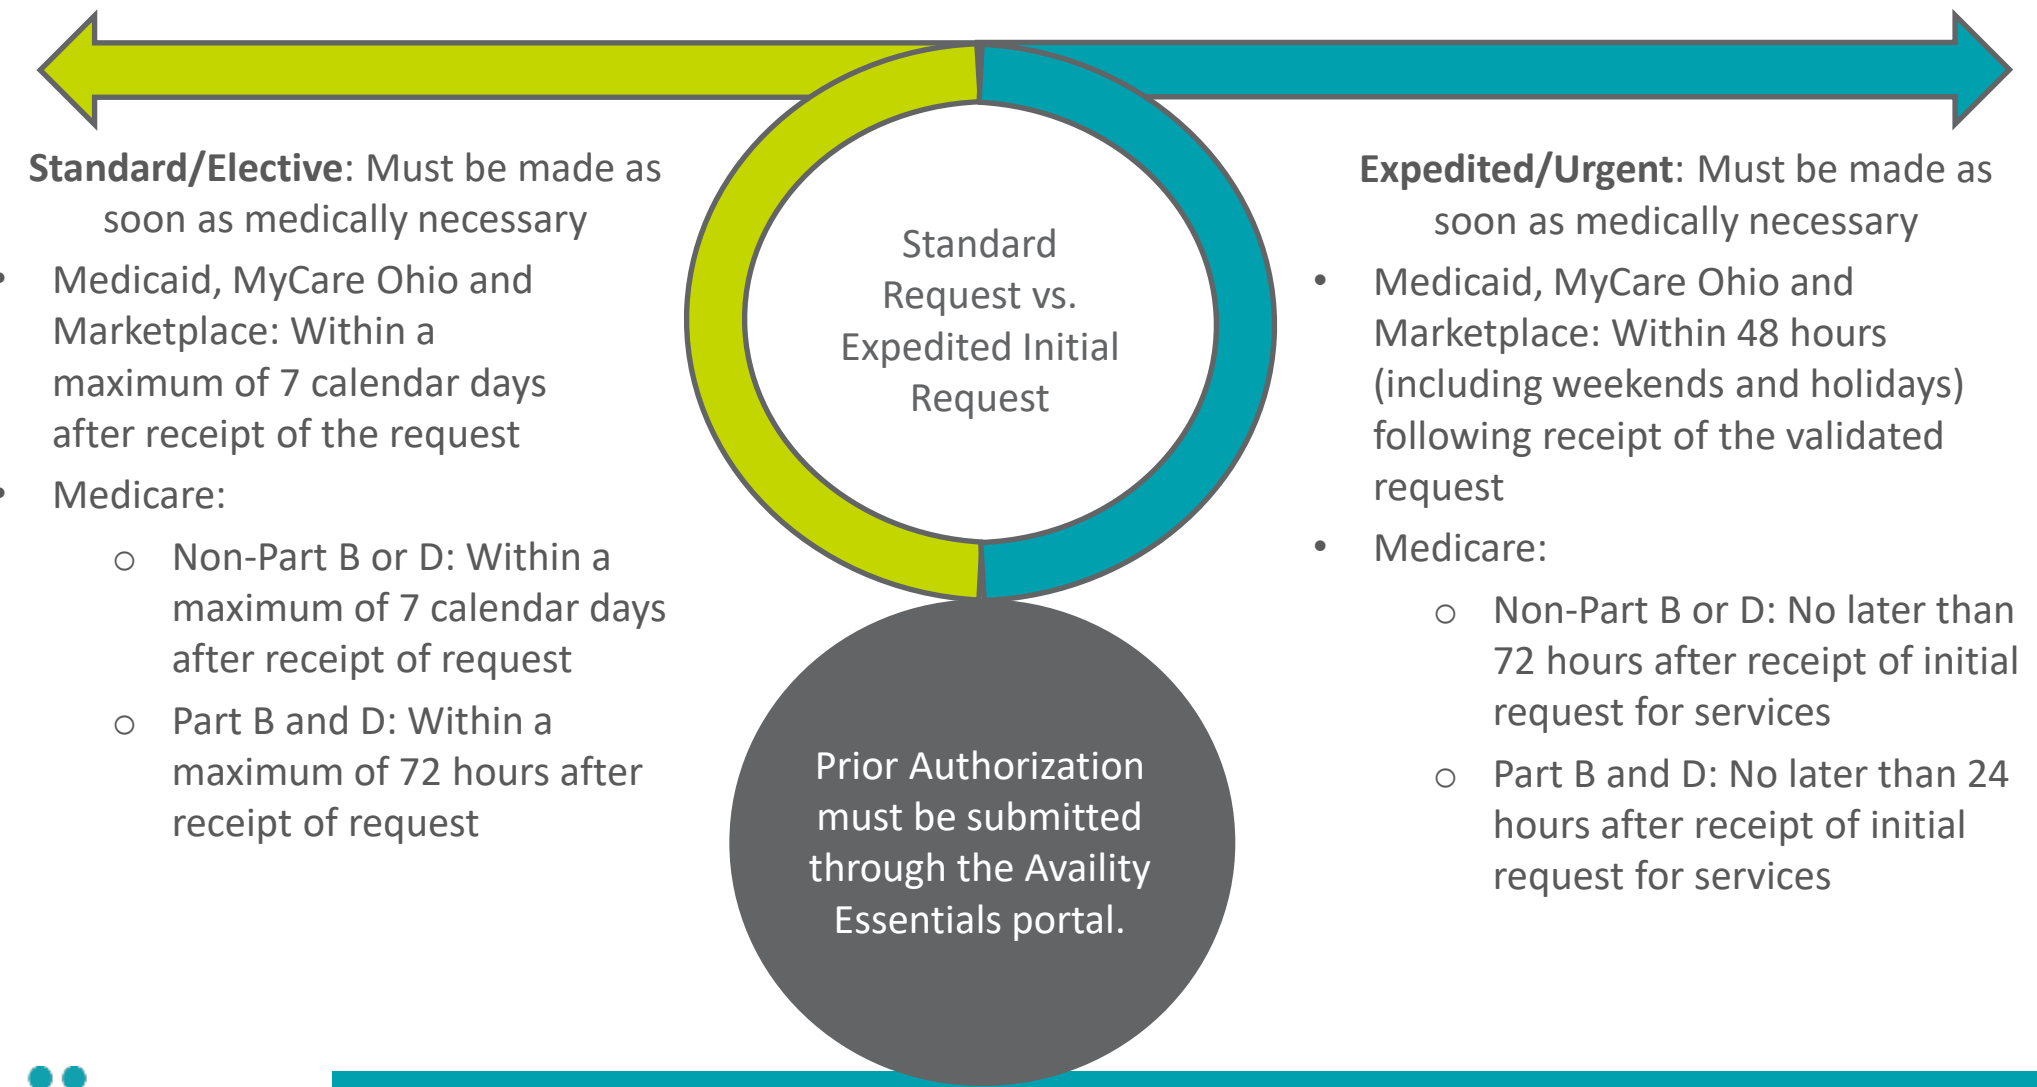 Standard/Elective: Must be made as
soon as medically necessary
• Medicaid, MyCare Ohio and
Marketplace: Within a
maximum of 7 calendar days
after receipt of the request
• Medicare:
o Non-Part B or D: Within a
maximum of 7 calendar days
after receipt of request
o Part B and D: Within a
maximum of 72 hours after
receipt of request
Standard
Request vs.
Expedited Initial
Request
Prior Authorization
must be submitted
through the Availity
Essentials portal.
Expedited/Urgent: Must be made as
soon as medically necessary
• Medicaid, MyCare Ohio and
Marketplace: Within 48 hours
(including weekends and holidays)
following receipt of the validated
request
• Medicare:
o Non-Part B or D: No later than
72 hours after receipt of initial
request for services
o Part B and D: No later than 24
hours after receipt of initial
request for services